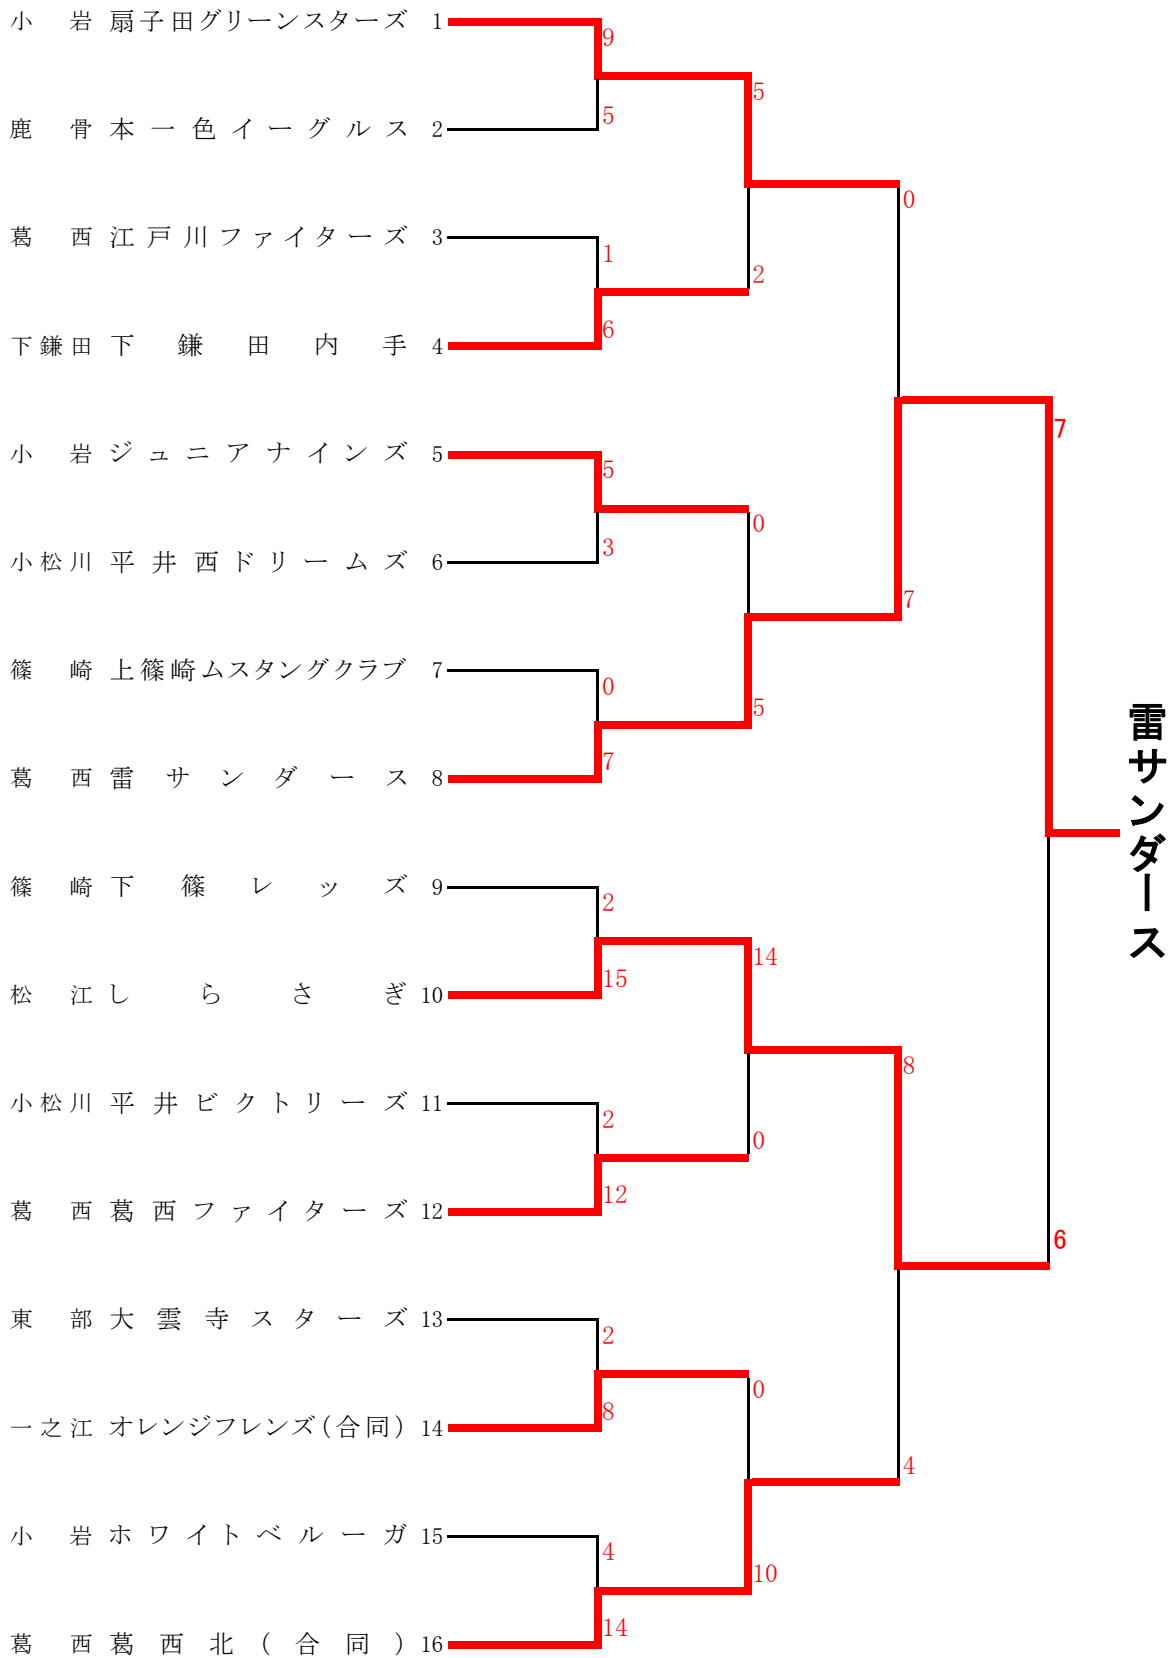 小岩 扇子田グリーンスターズ 1
9
5
5
鹿骨 本一色イーグルス 2
0
葛西 江戸川ファイターズ 3
1
2
6
下鎌田 下鎌田内手 4
7
小岩 ジュニアナインズ 5
5
0
3
小松川 平井西ドリームズ 6
7
篠崎 上篠崎ムスタングクラブ 7
0
5
7
葛西 雷サンダース 8
雷サンダース
篠崎 下篠レッズ 9
2
14
15
松江 しらさぎ 10
8
小松川 平井ビクトリーズ 11
2
0
12
葛西 葛西ファイターズ 12
6
東部 大雲寺スターズ 13
2
0
8
一之江 オレンジフレンズ(合同) 14
4
小岩 ホワイトベルーガ 15
4
10
14
葛西 葛西北(合同) 16